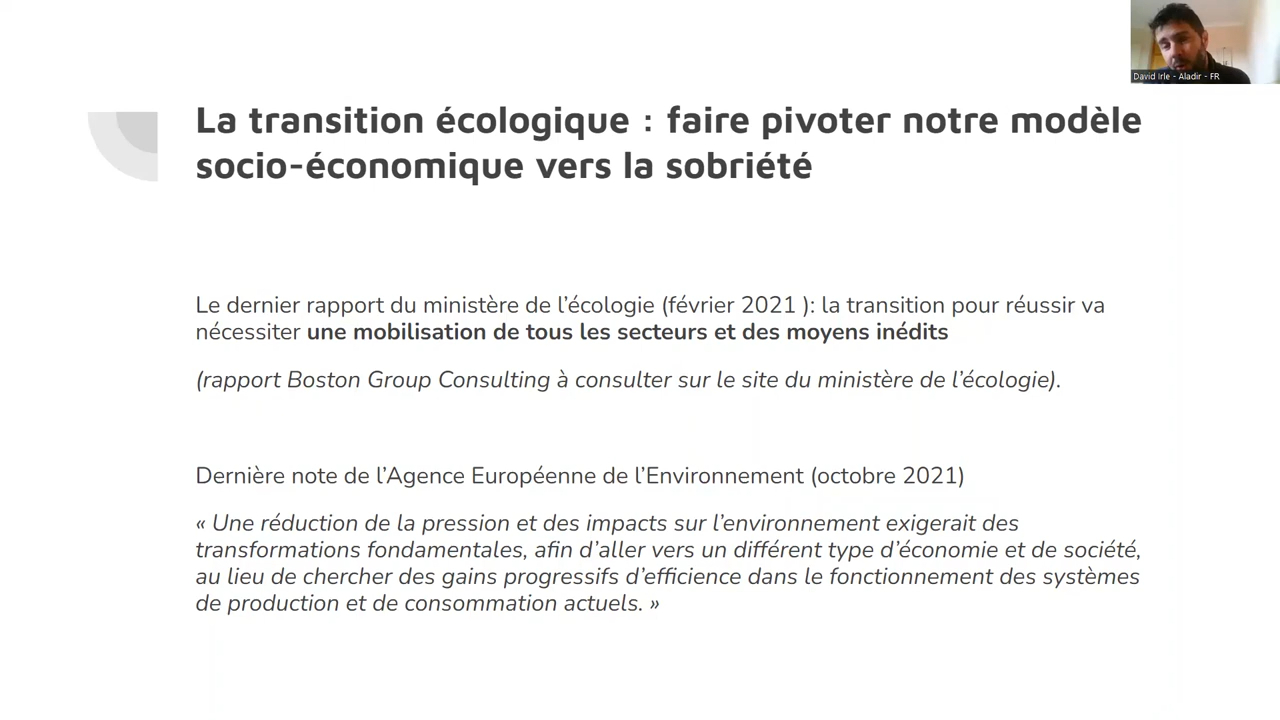 David Irle - Aladir - FR
La transition écologique : faire pivoter notre modèle
socio-économique vers la sobriété
Le dernier rapport du ministère de l’écologie (février 2021 ): la transition pour réussir va
nécessiter une mobilisation de tous les secteurs et des moyens inédits
(rapport Boston Group Consulting à consulter sur le site du ministère de l’écologie).
Dernière note de l’Agence Européenne de l’Environnement (octobre 2021)
« Une réduction de la pression et des impacts sur l’environnement exigerait des
transformations fondamentales, afin d’aller vers un différent type d’économie et de société,
au lieu de chercher des gains progressifs d’efficience dans le fonctionnement des systèmes
de production et de consommation actuels. »